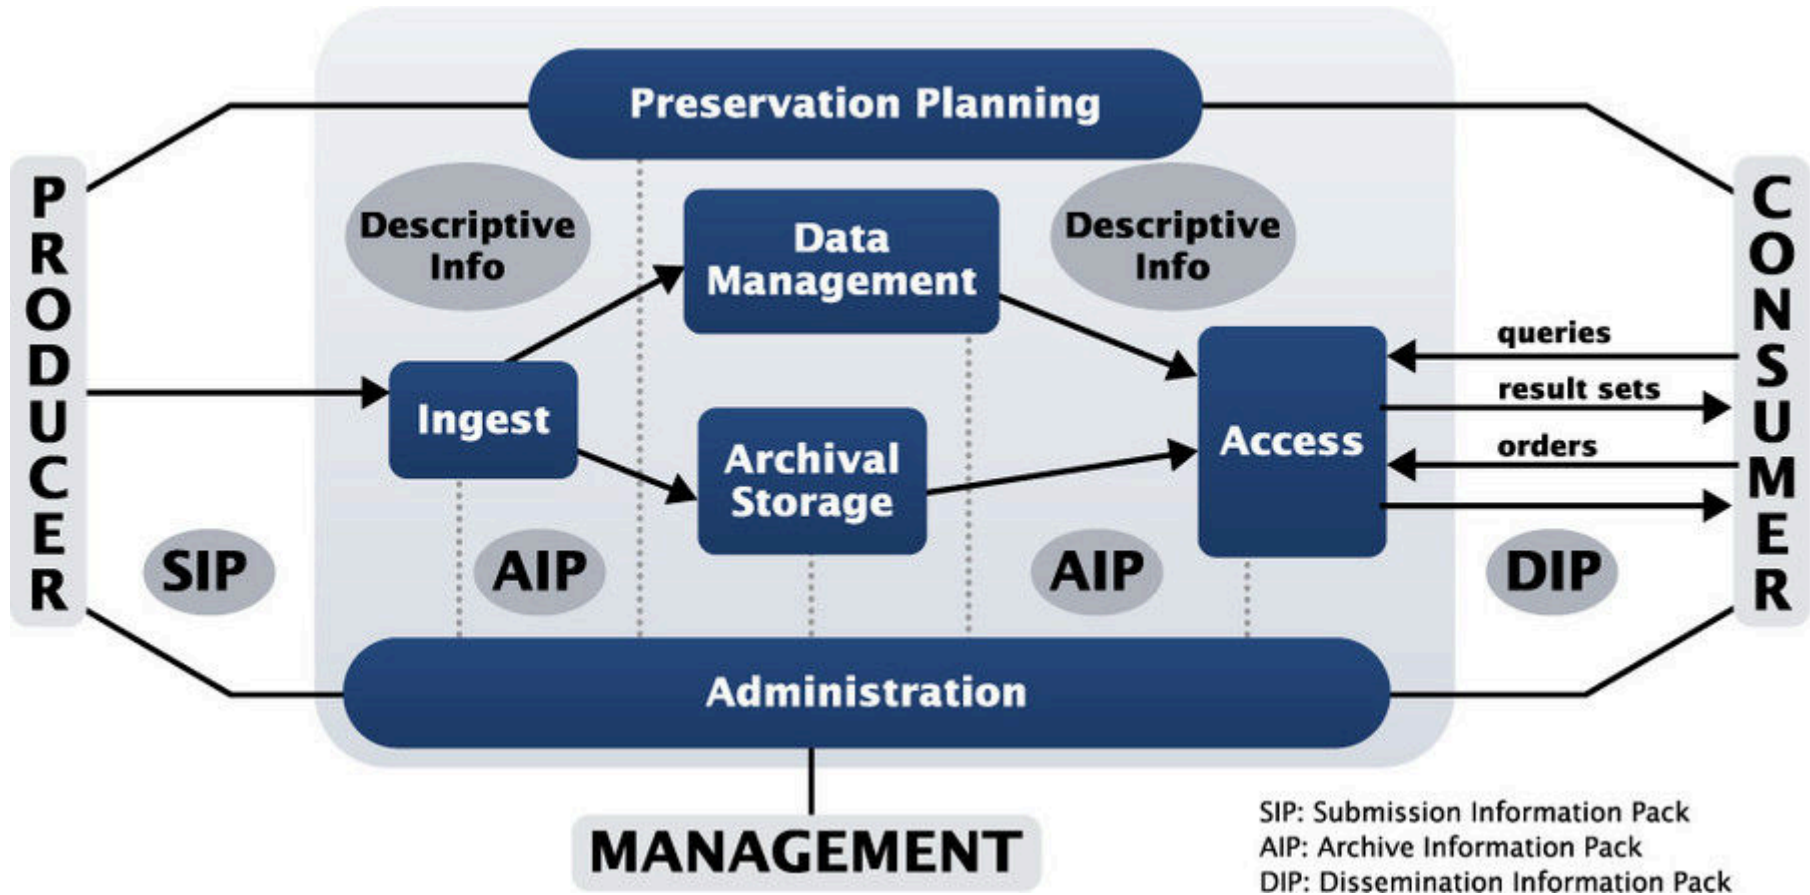 Preservation Planning
PRODUCER
CONSUMER
Descriptive
Info
Data
Management
Descriptive
Info
queries
result sets
orders
Ingest
Archival
Storage
Access
SIP
AIP
AIP
DIP
Administration
MANAGEMENT
SIP: Submission Information Pack
AIP: Archive Information Pack
DIP: Dissemination Information Pack